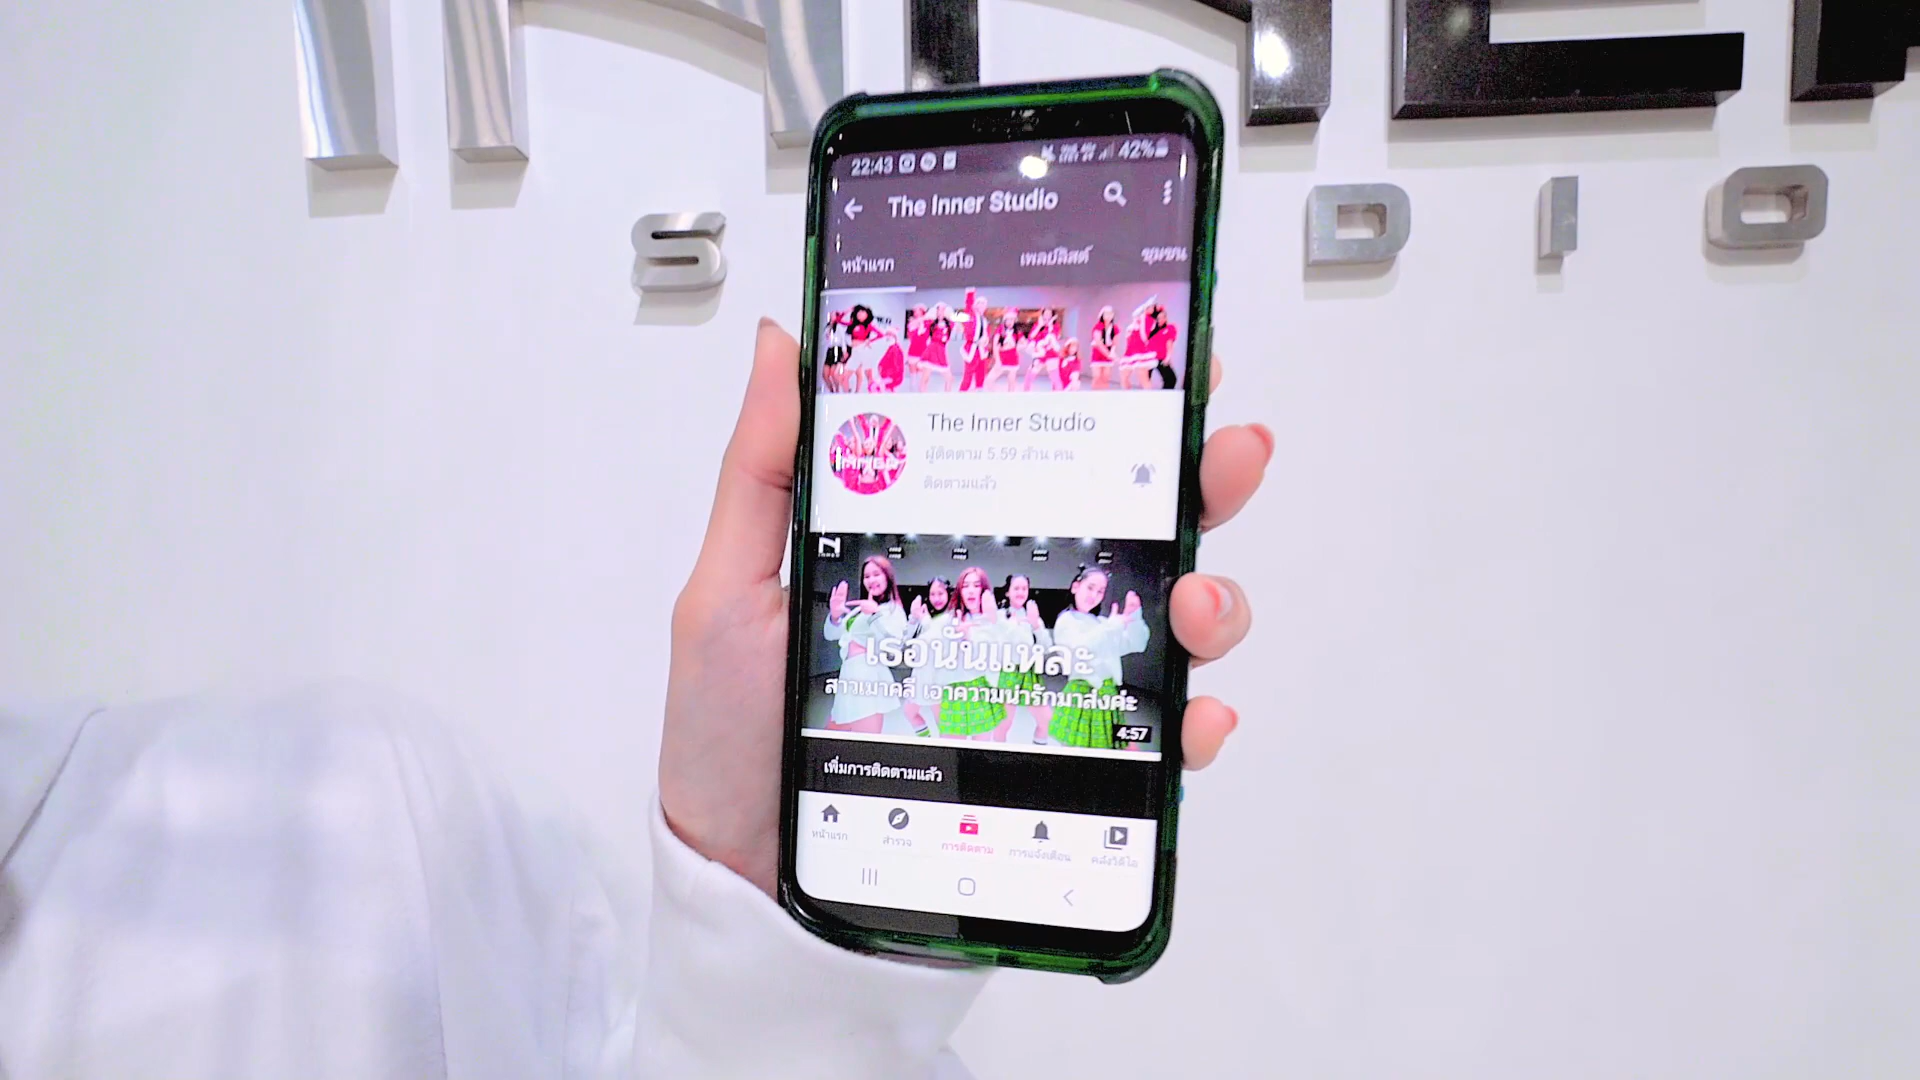 INNER
S DIO
22:43 42%
The Inner Studio
หน้าแรก วิดีโอ เพลย์ลิสต์ ชุมชน
The Inner Studio
ผู้ติดตาม 5.59 ล้าน คน
ติดตามแล้ว
เธอนั่นแหละ
สาวเมาคลี เอาความน่ารักมาส่งค่ะ
4:57
เพิ่มการติดตามแล้ว
หน้าแรก สำรวจ การติดตาม การแจ้งเตือน คลังวิดีโอ